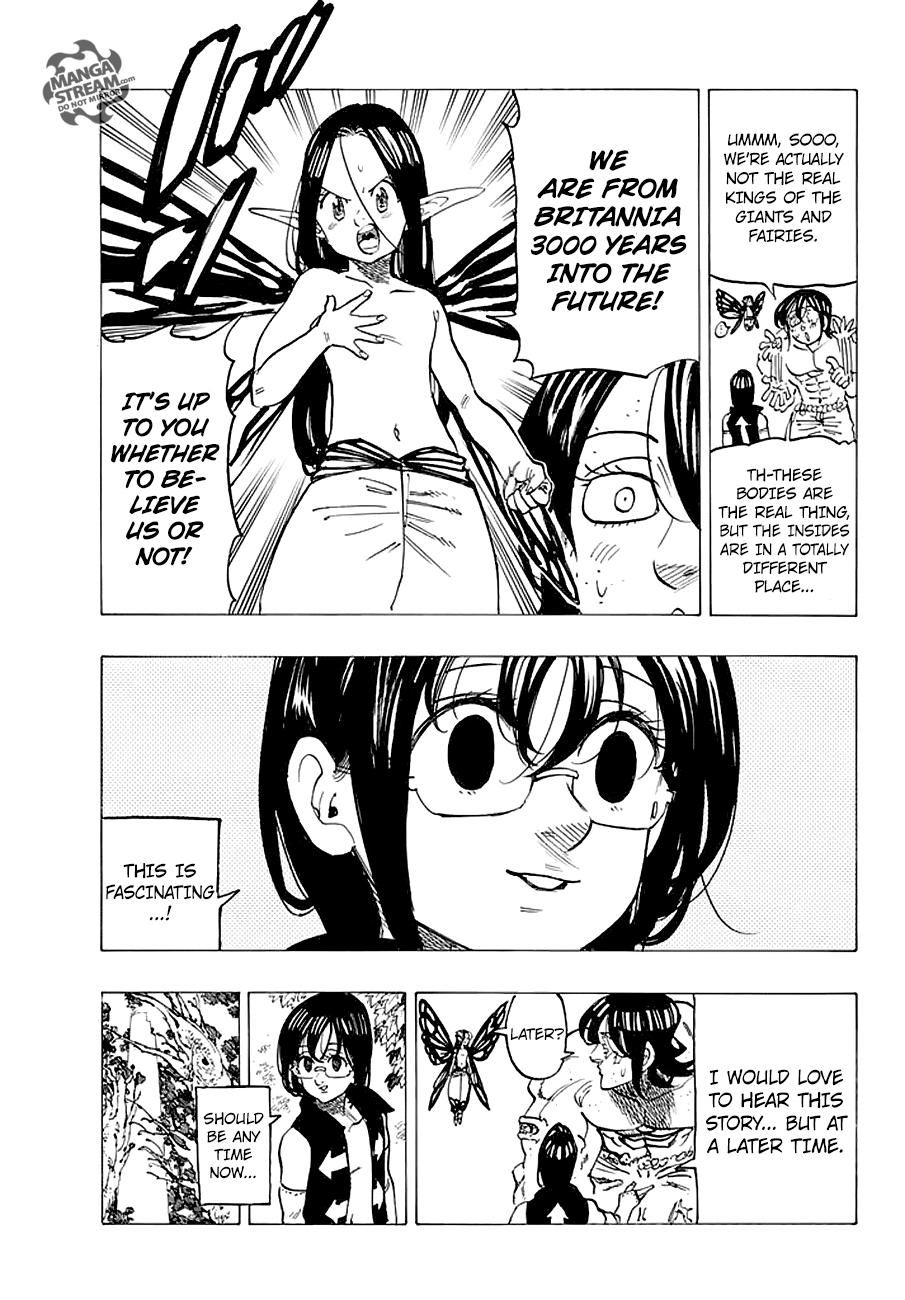 MANGA
STREAM.com
DO NOT MIRROR
UMMM, SOOO,
WE'RE ACTUALLY
NOT THE REAL
KINGS OF THE
GIANTS AND
FAIRIES.
TH-THESE
BODIES ARE
THE REAL THING,
BUT THE INSIDES
ARE IN A TOTALLY
DIFFERENT
PLACE...
WE
ARE FROM
BRITANNIA
3000 YEARS
INTO THE
FUTURE!
IT'S UP
TO YOU
WHETHER
TO BE-
LIEVE
US OR
NOT!
THIS IS
FASCINATING
...!
I WOULD LOVE
TO HEAR THIS
STORY... BUT AT
A LATER TIME.
LATER?
SHOULD
BE ANY
TIME
NOW...